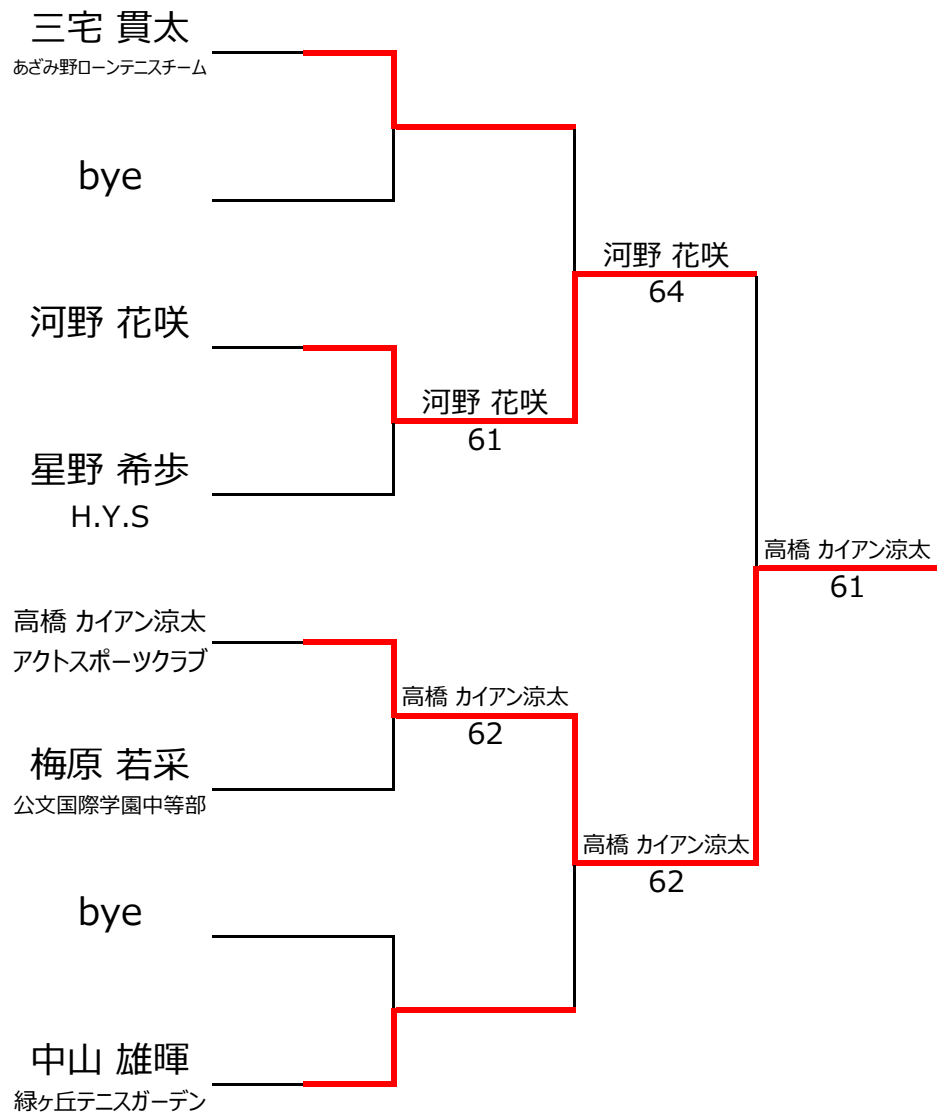 三宅 貫太
あざみ野ローンテニスチーム
bye
河野 花咲
64
河野 花咲
河野 花咲
61
星野 希歩
H.Y.S
高橋 カイアン涼太
61
高橋 カイアン涼太
アクトスポーツクラブ
高橋 カイアン涼太
62
梅原 若采
公文国際学園中等部
高橋 カイアン涼太
62
bye
中山 雄暉
緑ヶ丘テニスガーデン